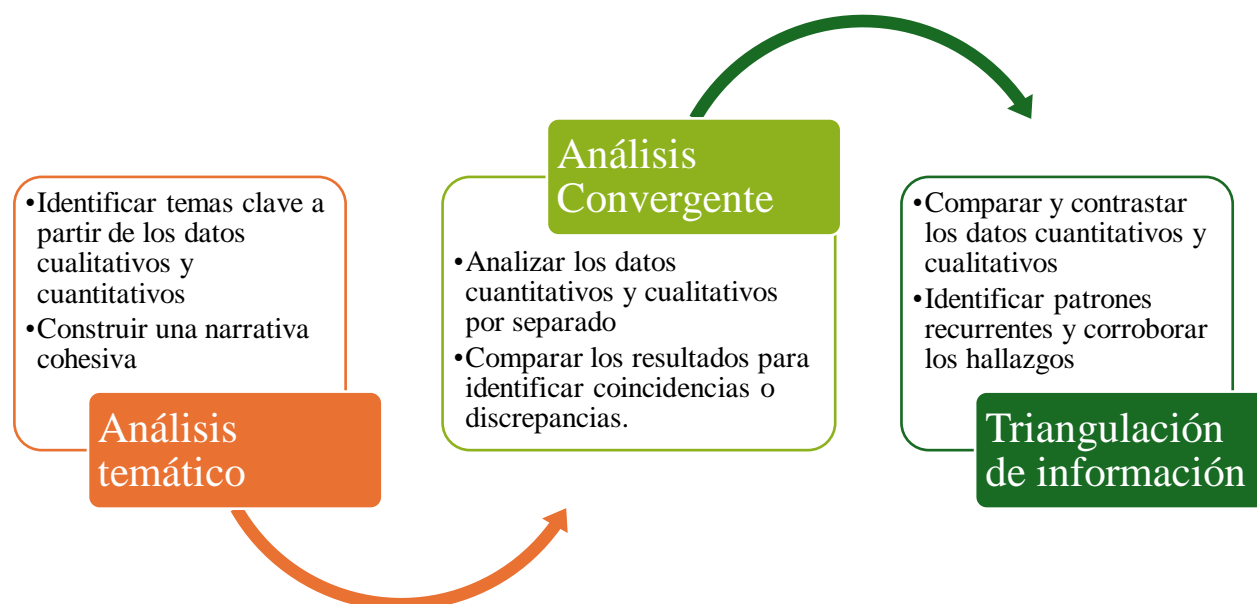 •Identificar temas clave a
partir de los datos
cualitativos y
cuantitativos
•Construir una narrativa
cohesiva
Análisis
temático
Análisis
Convergente
•Analizar los datos
cuantitativos y cualitativos
por separado
•Comparar los resultados para
identificar coincidencias o
discrepancias.
•Comparar y contrastar
los datos cuantitativos y
cualitativos
•Identificar patrones
recurrentes y corroborar
los hallazgos
Triangulación
de información